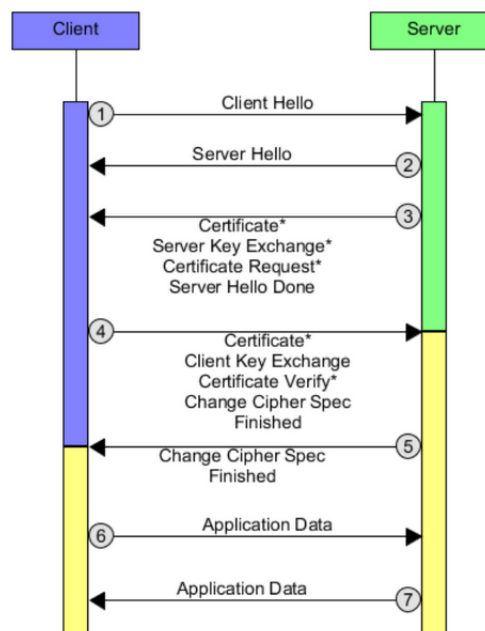 Client
Server
1
Client Hello
Server Hello
2
3
Certificate*
Server Key Exchange*
Certificate Request*
Server Hello Done
4
Certificate*
Client Key Exchange
Certificate Verify*
Change Cipher Spec
Finished
5
Change Cipher Spec
Finished
6
Application Data
Application Data
7